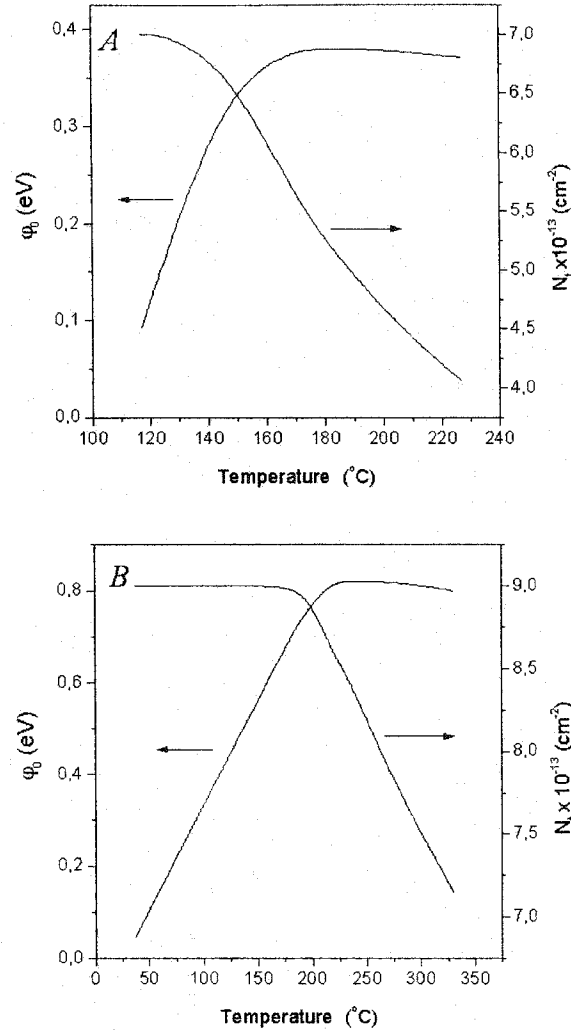 A
0,4
0,3
0,2
0,1
0,0
φ₀ (eV)
7,0
6,5
6,0
5,5
5,0
4,5
4,0
Nₜ x10⁻¹³ (cm⁻²)
100 120 140 160 180 200 220 240
Temperature (°C)
B
0,8
0,6
0,4
0,2
0,0
φ₀ (eV)
9,0
8,5
8,0
7,5
7,0
Nₜ x 10⁻¹³ (cm⁻²)
0 50 100 150 200 250 300 350
Temperature (°C)